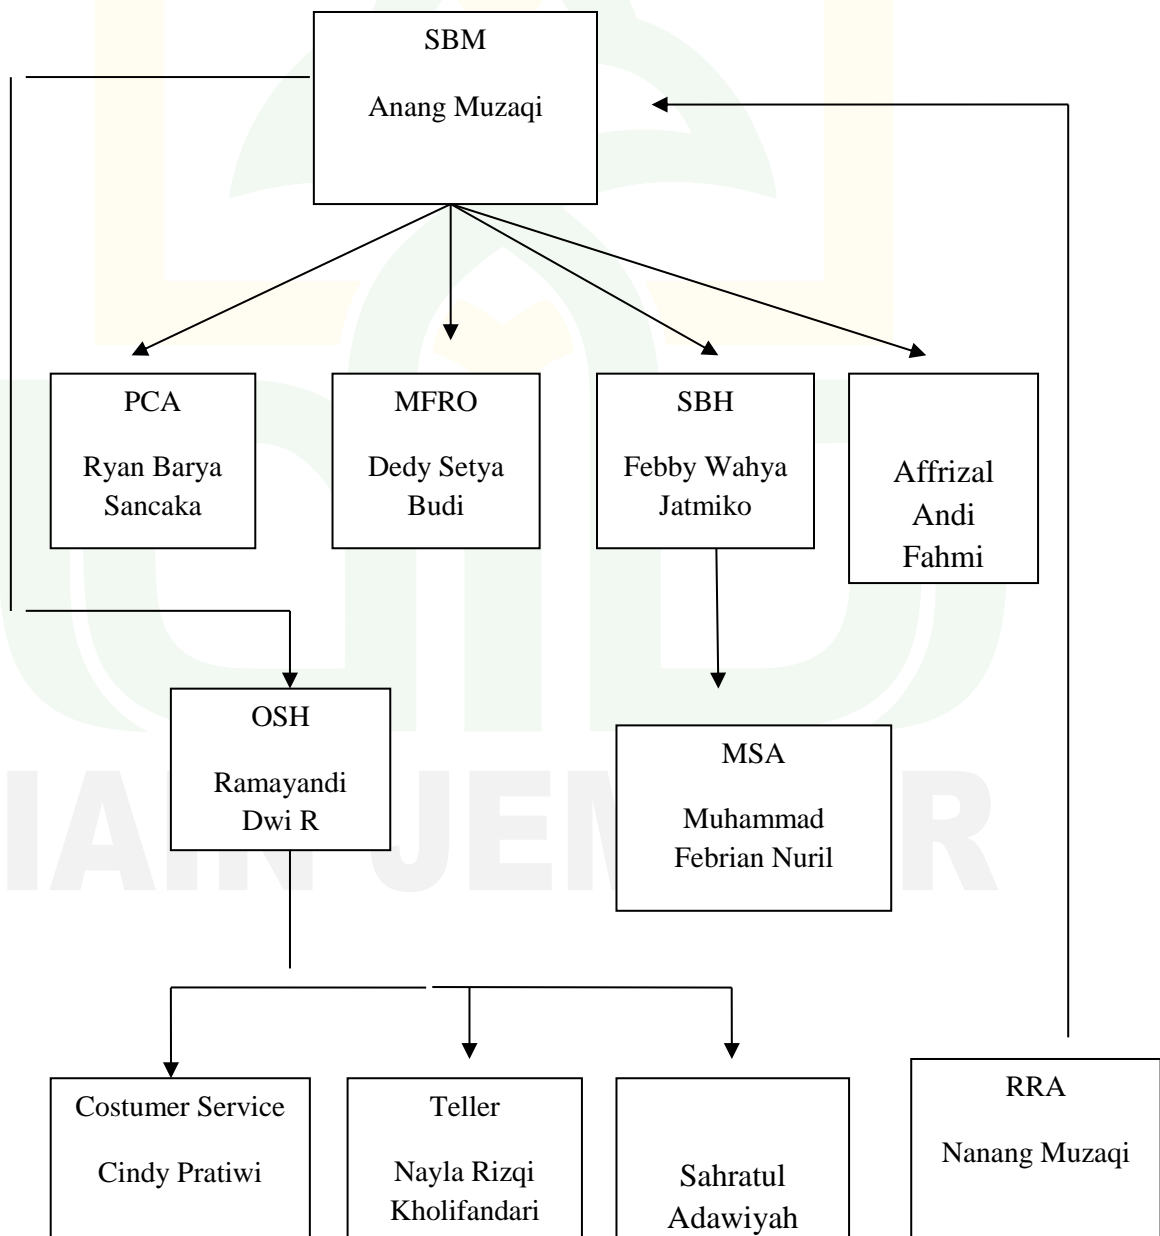 SBM
Anang Muzaqi
PCA
Ryan Barya
Sancaka
MFRO
Dedy Setya
Budi
SBH
Febby Wahya
Jatmiko
Affrizal
Andi
Fahmi
OSH
Ramayandi
Dwi R
MSA
Muhammad
Febrian Nuril
IAIN JEMBER
Costumer Service
Cindy Pratiwi
Teller
Nayla Rizqi
Kholifandari
Sahratul
Adawiyah
RRA
Nanang Muzaqi